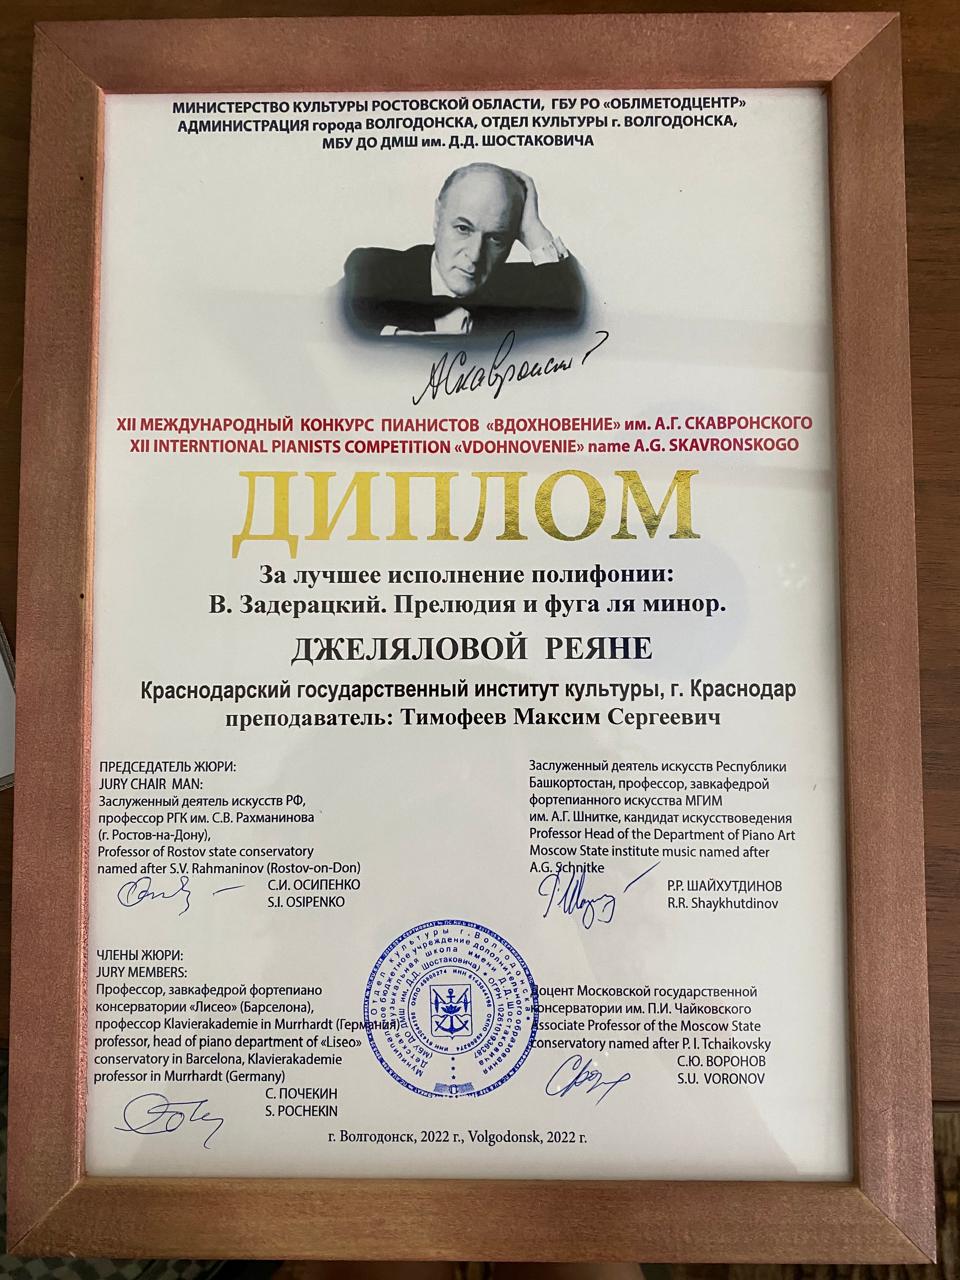 МИНИСТЕРСТВО КУЛЬТУРЫ РОСТОВСКОЙ ОБЛАСТИ, ГБУ РО «ОБЛМЕТОДЦЕНТР»
АДМИНИСТРАЦИЯ города ВОЛГОДОНСКА, ОТДЕЛ КУЛЬТУРЫ г. ВОЛГОДОНСКА,
МБУ ДО ДМШ им. Д.Д. ШОСТАКОВИЧА
АСкавронский
XII МЕЖДУНАРОДНЫЙ КОНКУРС ПИАНИСТОВ «ВДОХНОВЕНИЕ» им. А.Г. СКАВРОНСКОГО
XII INTERNTIONAL PIANISTS COMPETITION «VDOHNOVENIE» name A.G. SKAVRONSKOGO
ДИПЛОМ
За лучшее исполнение полифонии:
В. Задерацкий. Прелюдия и фуга ля минор.
ДЖЕЛЯЛОВОЙ РЕЯНЕ
Краснодарский государственный институт культуры, г. Краснодар
преподаватель: Тимофеев Максим Сергеевич
ПРЕДСЕДАТЕЛЬ ЖЮРИ:
JURY CHAIR MAN:
Заслуженный деятель искусств РФ,
профессор РГК им. С.В. Рахманинова
(г. Ростов-на-Дону),
Professor of Rostov state conservatory
named after S.V. Rahmaninov (Rostov-on-Don)
С.И. ОСИПЕНКО
S.I. OSIPENKO
Заслуженный деятель искусств Республики
Башкортостан, профессор, завкафедрой
фортепианного искусства МГИМ
им. А.Г. Шнитке, кандидат искусствоведения
Professor Head of the Department of Piano Art
Moscow State institute music named after
A.G. Schnitke
Р.Р. ШАЙХУТДИНОВ
R.R. Shaykhutdinov
ЧЛЕНЫ ЖЮРИ:
JURY MEMBERS:
Профессор, завкафедрой фортепиано
консерватории «Лисео» (Барселона),
профессор Klavierakademie in Murrhardt (Германия)
professor, head of piano department of «Liseo»
conservatory in Barcelona, Klavierakademie
professor in Murrhardt (Germany)
С. ПОЧЕКИН
S. POCHEKIN
Доцент Московской государственной
консерватории им. П.И. Чайковского
Associate Professor of the Moscow State
conservatory named after P. I. Tchaikovsky
С.Ю. ВОРОНОВ
S.U. VORONOV
г. Волгодонск, 2022 г., Volgodonsk, 2022 г.